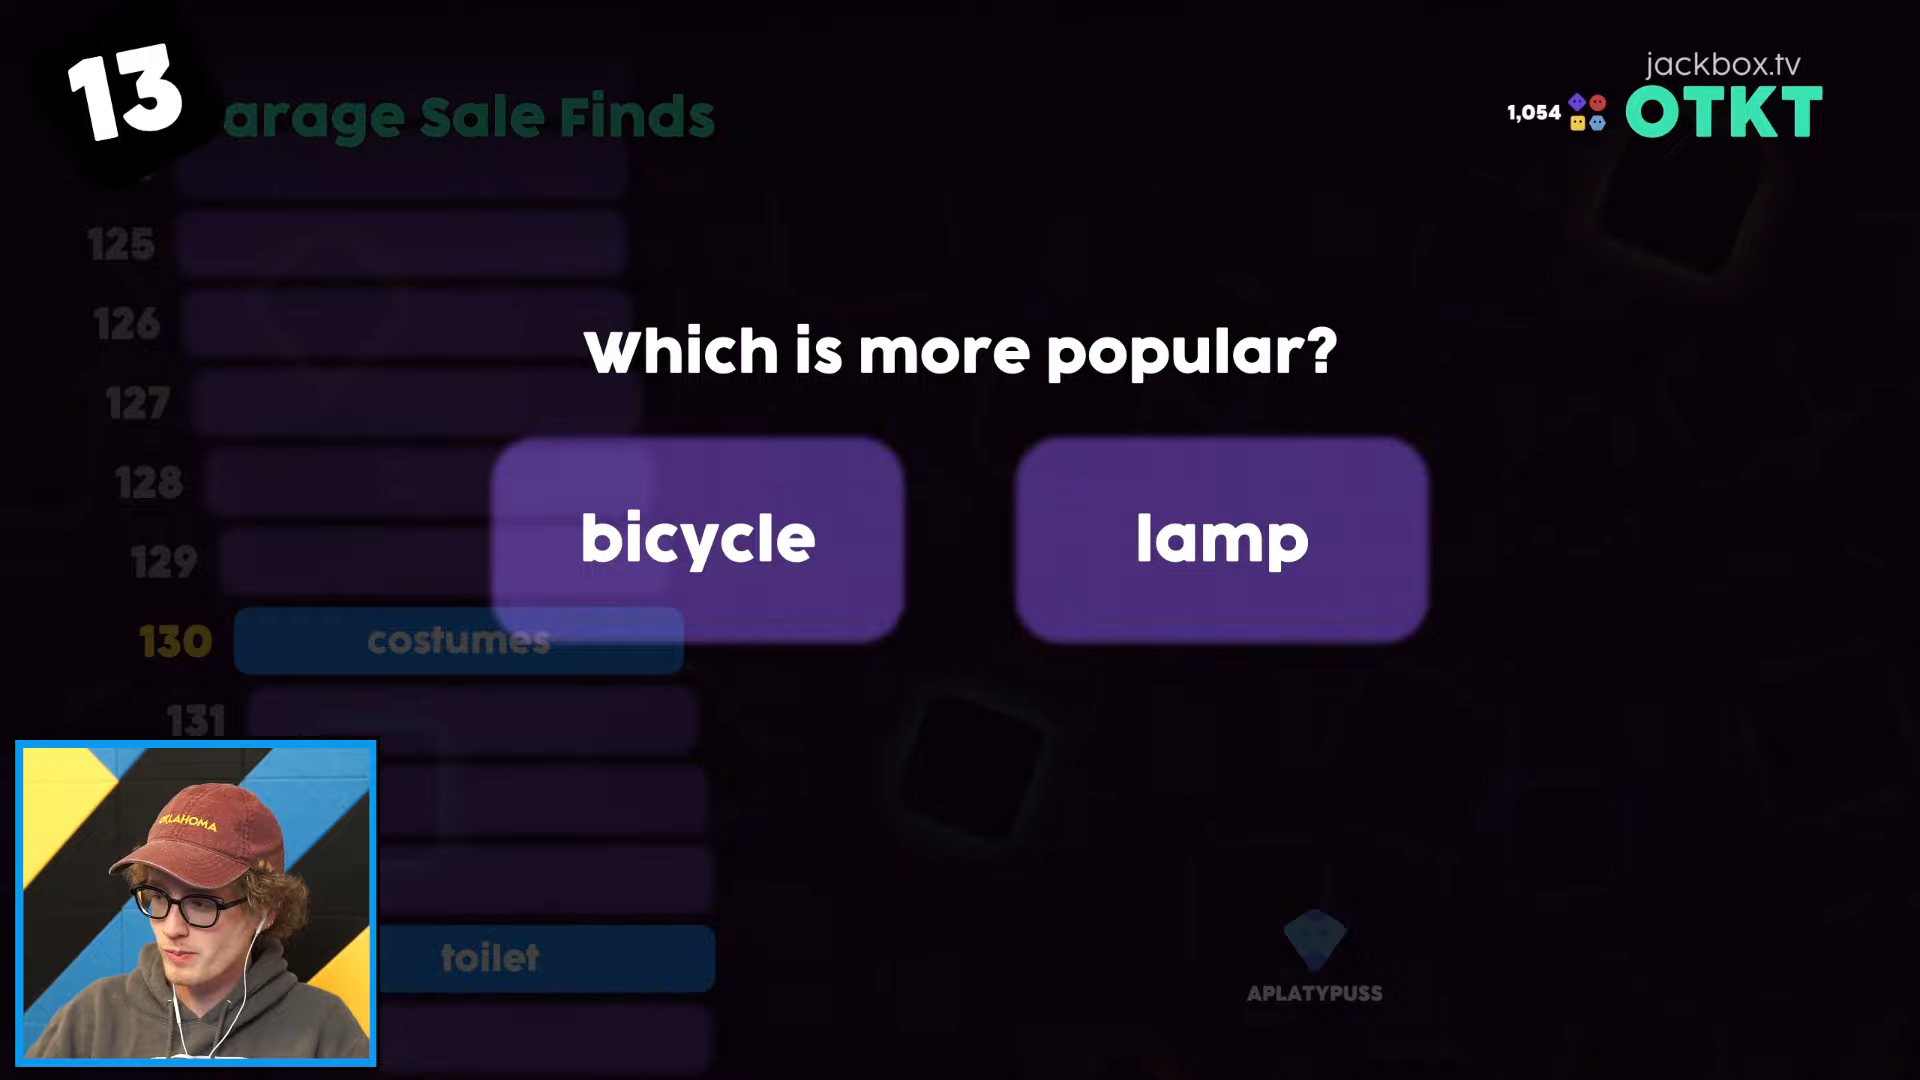 13
arage Sale Finds
jackbox.tv
1,054
OTKT
125
126
127
128
129
130
costumes
131
Which is more popular?
bicycle
lamp
toilet
OKLAHOMA
APLATYPUSS